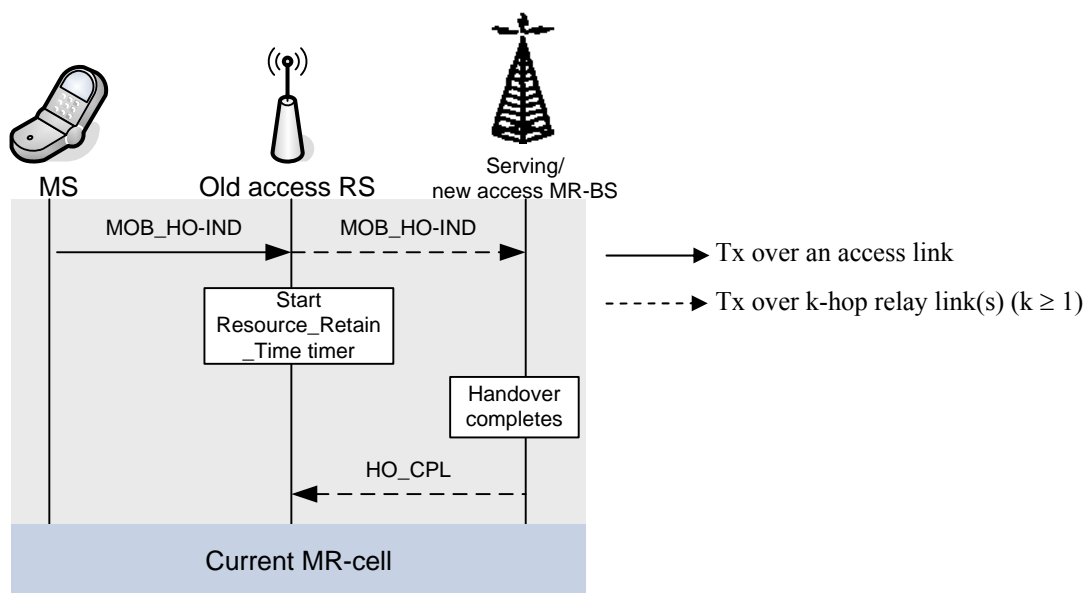 Serving/
new access MR-BS
MS
Old access RS
MOB_HO-IND
MOB_HO-IND
Tx over an access link
Tx over k-hop relay link(s) (k ≥ 1)
Start
Resource_Retain
_Time timer
Handover
completes
HO_CPL
Current MR-cell